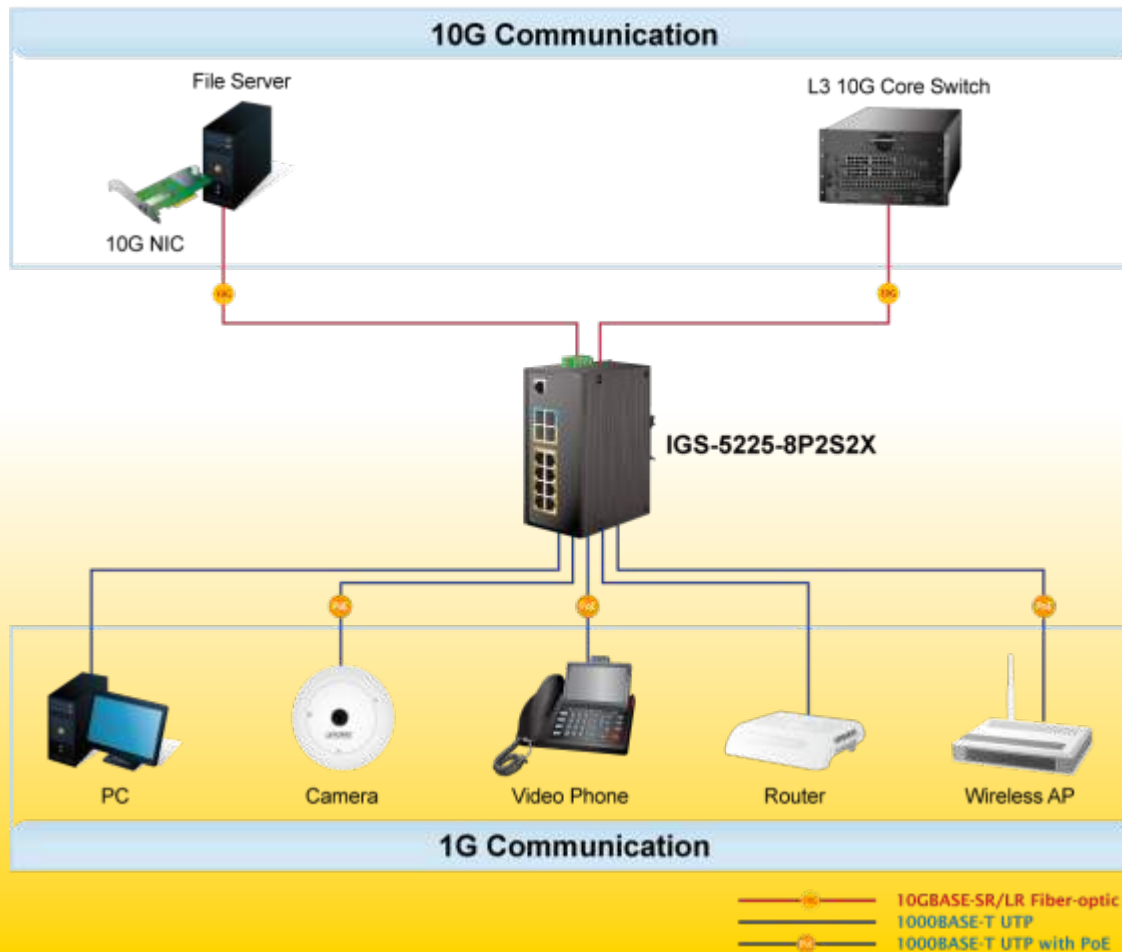 10G Communication
File Server
L3 10G Core Switch
10G NIC
10G
10G
IGS-5225-8P2S2X
PoE
PoE
PoE
PC
Camera
Video Phone
Router
Wireless AP
1G Communication
10G
10GBASE-SR/LR Fiber-optic
1000BASE-T UTP
PoE
1000BASE-T UTP with PoE